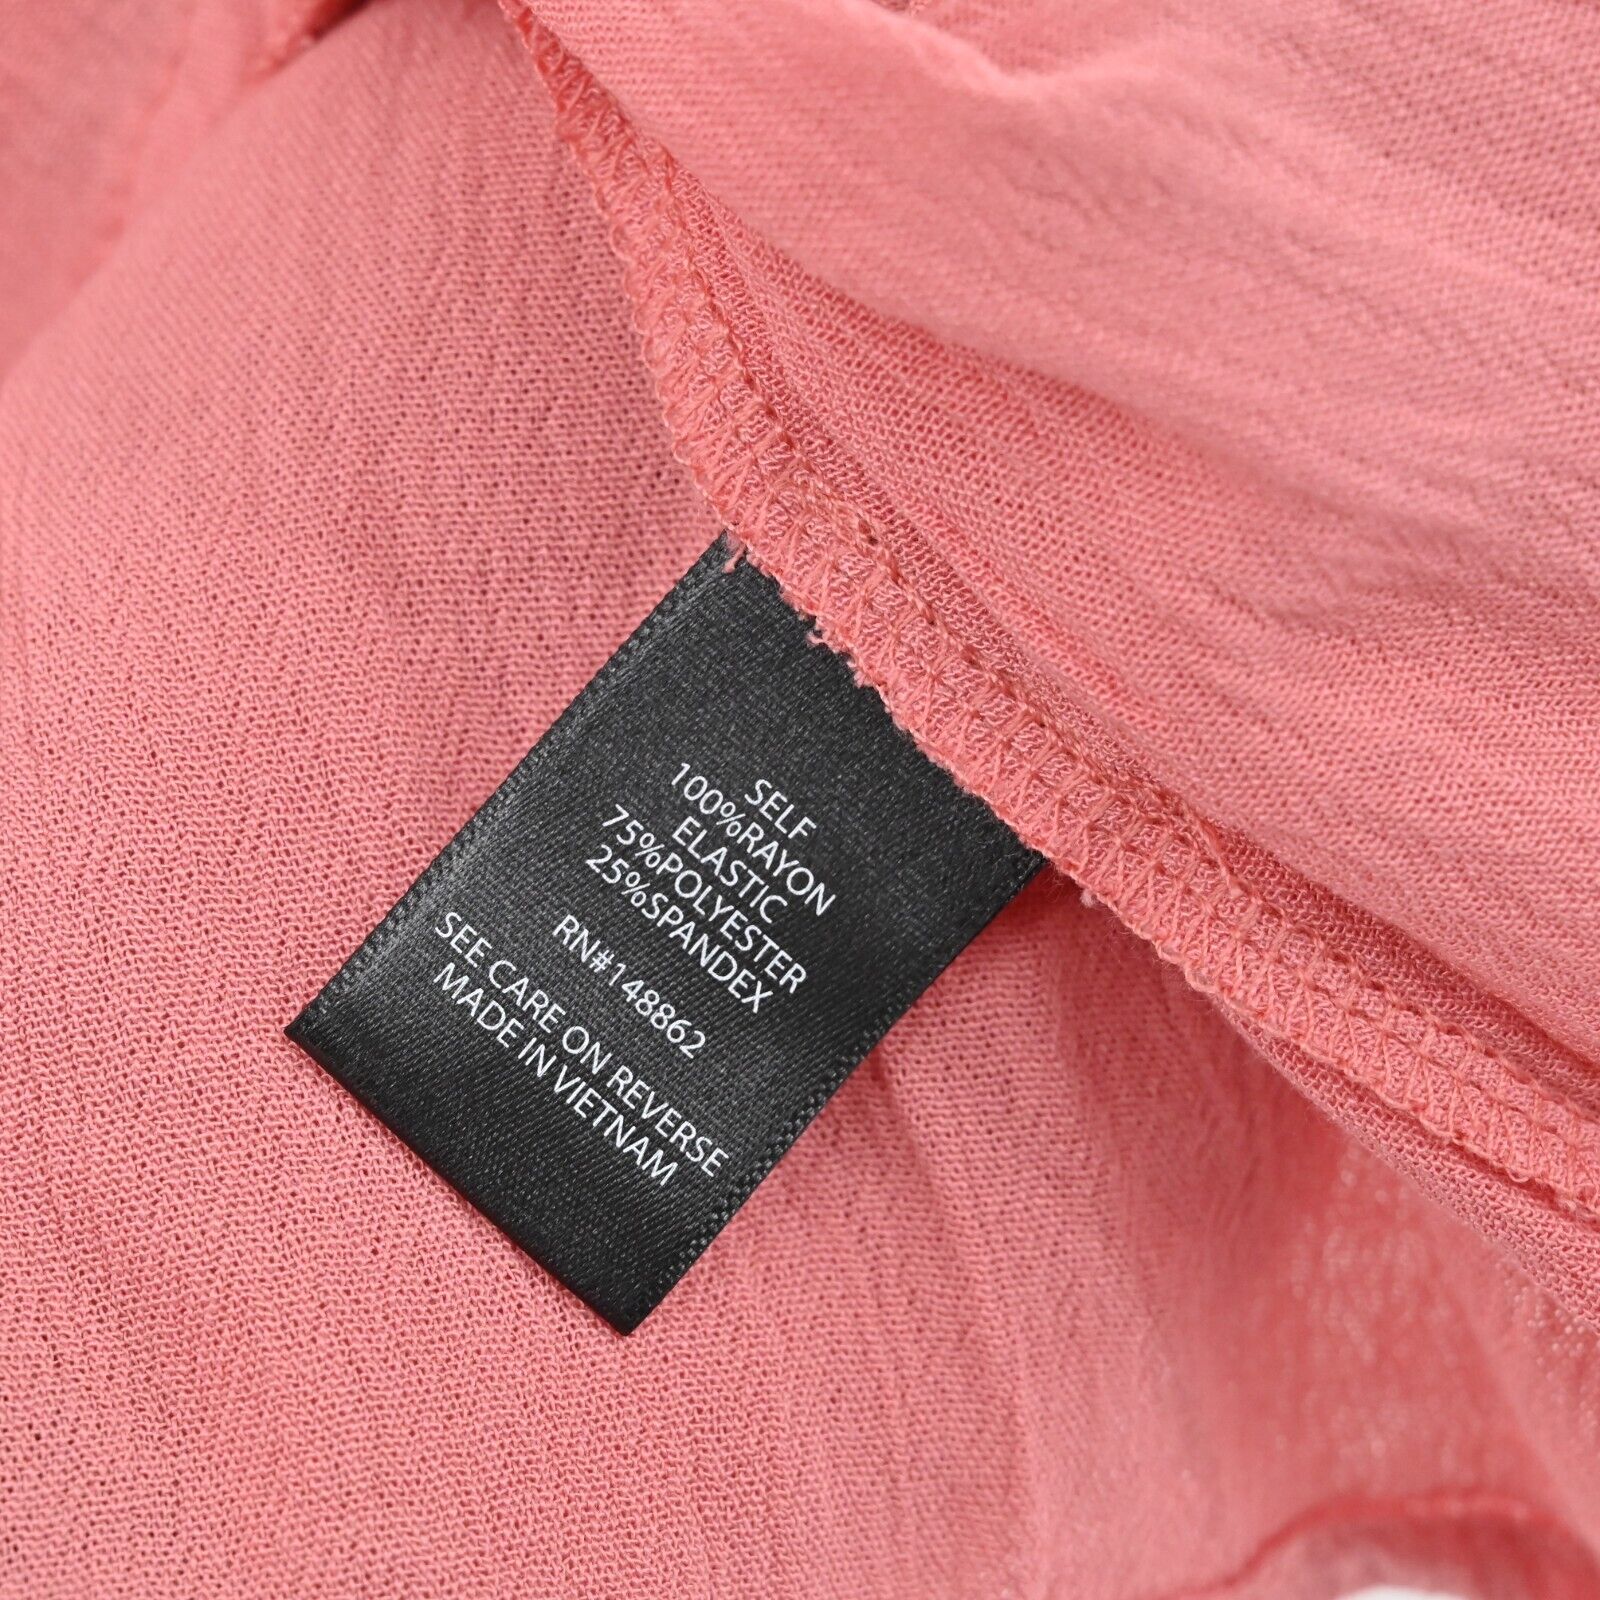 SELF
100%RAYON
ELASTIC
75%POLYESTER
25%SPANDEX
RN#148862
SEE CARE ON REVERSE
MADE IN VIETNAM